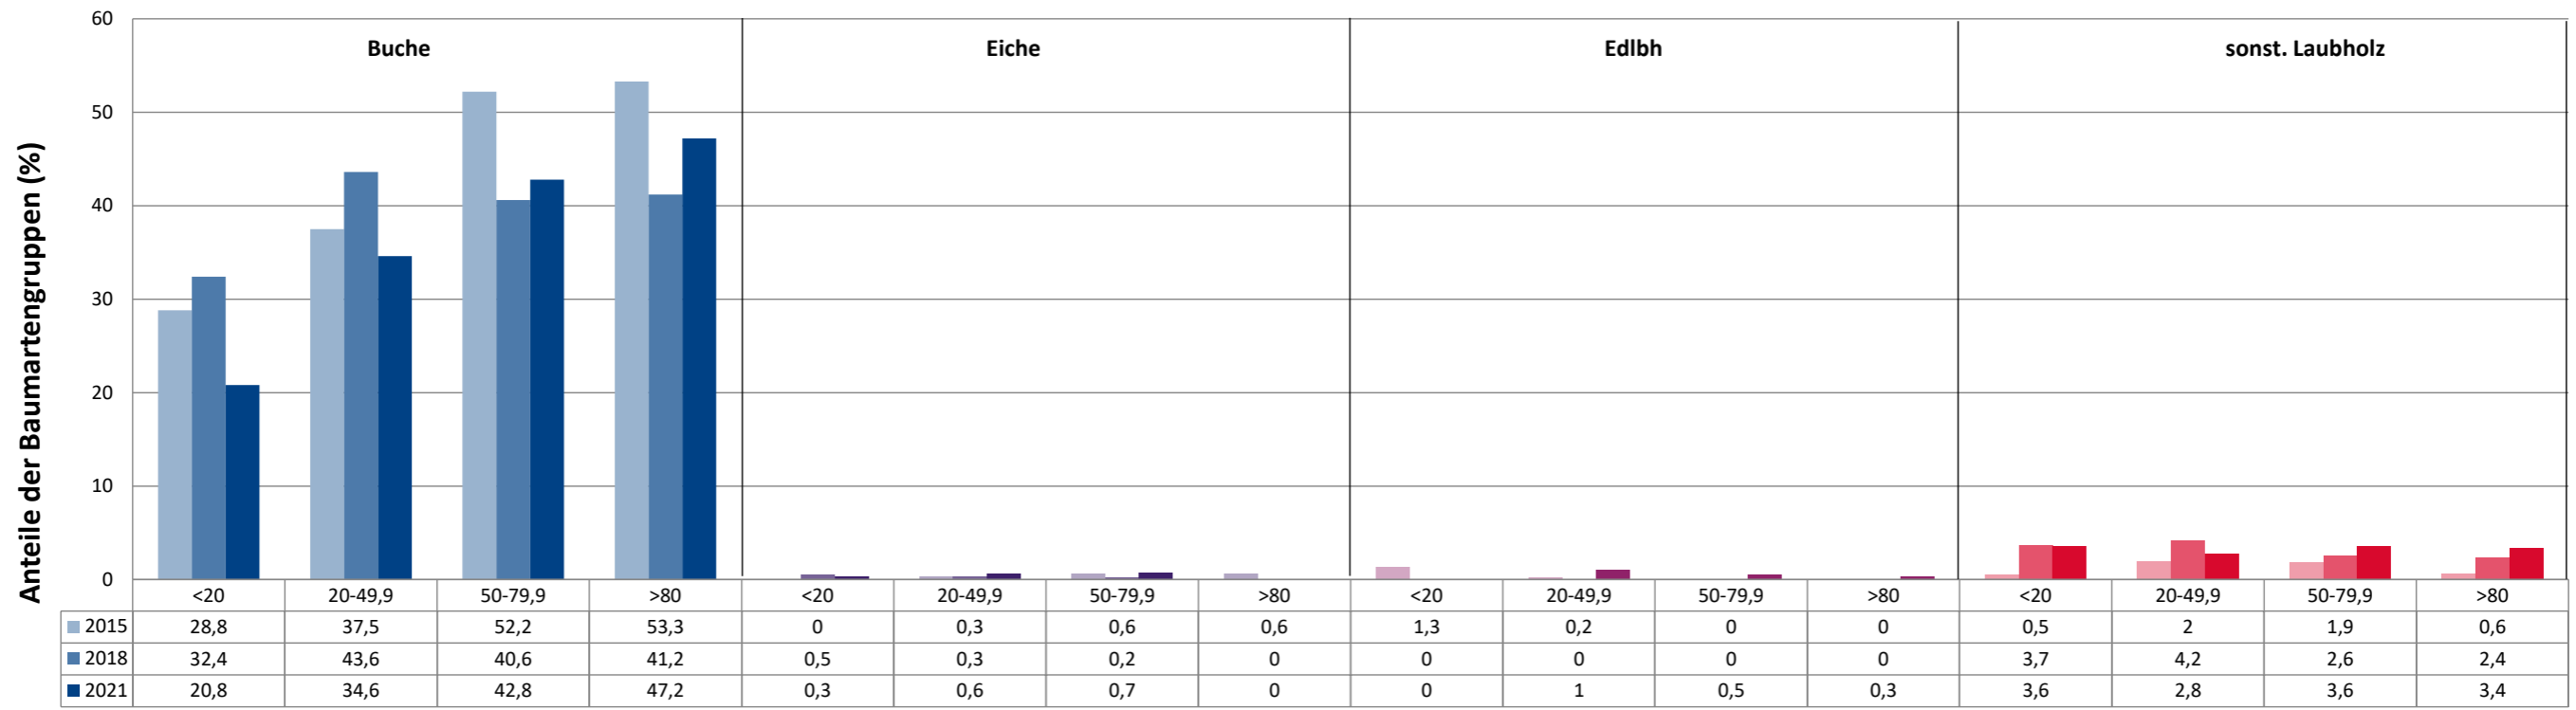 Anteile der Baumartengruppen (%)
60
50
40
30
20
10
0
Buche Eiche Edlbh sonst. Laubholz
<20 20-49,9 50-79,9 >80 <20 20-49,9 50-79,9 >80 <20 20-49,9 50-79,9 >80 <20 20-49,9 50-79,9 >80
2015 28,8 37,5 52,2 53,3 0 0,3 0,6 0,6 1,3 0,2 0 0 0,5 2 1,9 0,6
2018 32,4 43,6 40,6 41,2 0,5 0,3 0,2 0 0 0 0 0 3,7 4,2 2,6 2,4
2021 20,8 34,6 42,8 47,2 0,3 0,6 0,7 0 0 1 0,5 0,3 3,6 2,8 3,6 3,4